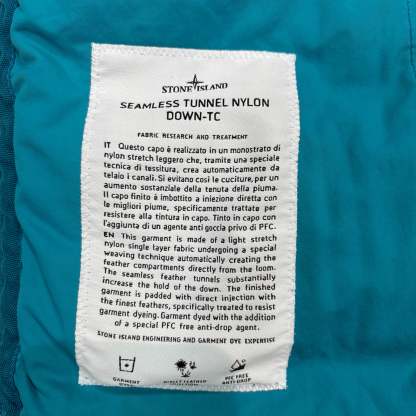 STONE ISLAND
SEAMLESS TUNNEL NYLON
DOWN-TC
FABRIC RESEARCH AND TREATMENT
IT Questo capo è realizzato in un monostrato di
nylon stretch leggero che, tramite una speciale
tecnica di tessitura, crea automaticamente da
telaio i canali. Si evitano così le cuciture, per un
aumento sostanziale della tenuta della piuma.
Il capo finito è imbottito a iniezione diretta con
le migliori piume, specificamente trattate per
resistere alla tintura in capo. Tinto in capo con
l'aggiunta di un agente anti goccia privo di PFC.
EN This garment is made of a light stretch
nylon single layer fabric undergoing a special
weaving technique automatically creating the
feather compartments directly from the loom.
The seamless feather tunnels substantially
increase the hold of the down. The finished
garment is padded with direct injection with
the finest feathers, specifically treated to resist
garment dyeing. Garment dyed with the addition
of a special PFC free anti-drop agent.
STONE ISLAND ENGINEERING AND GARMENT DYE EXPERTISE
GARMENT
DIRECT FEATHER
PFC FREE
ANTI-DROP